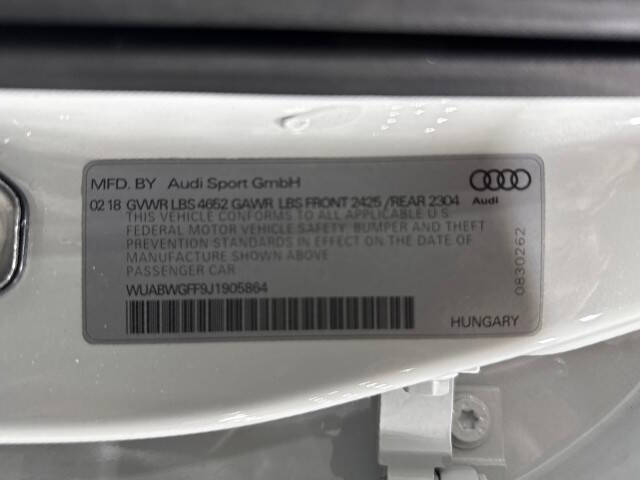 MFD. BY Audi Sport GmbH
02 18 GVWR LBS 4652 GAWR LBS FRONT 2425 /REAR 2304
Audi
THIS VEHICLE CONFORMS TO ALL APPLICABLE U.S.
FEDERAL MOTOR VEHICLE SAFETY, BUMPER AND THEFT
PREVENTION STANDARDS IN EFFECT ON THE DATE OF
MANUFACTURE SHOWN ABOVE
PASSENGER CAR
WUABWGFF9J1905864
HUNGARY
0830262